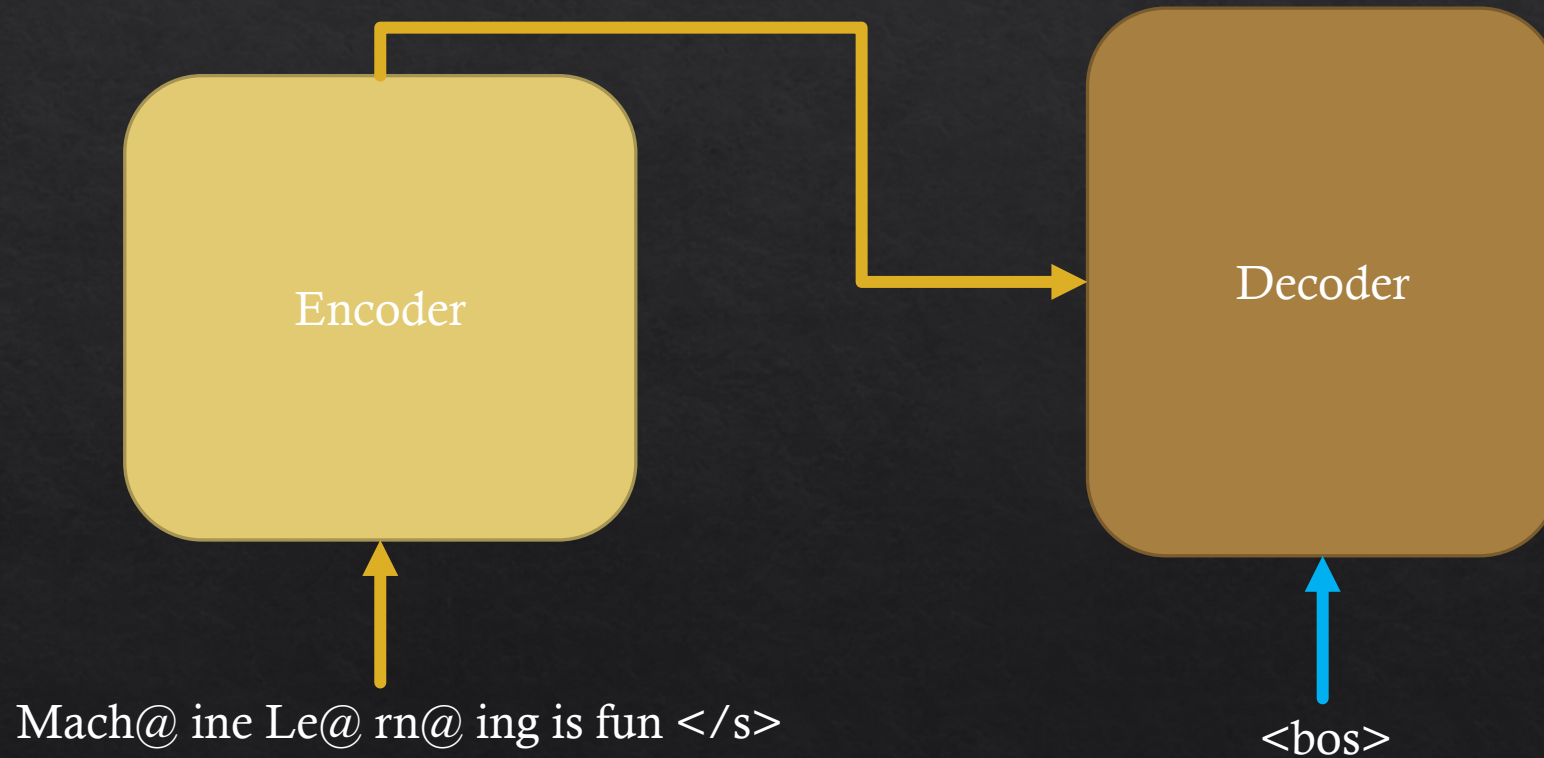 Encoder
Decoder
Mach@ ine Le@ rn@ ing is fun </s>
<bos>